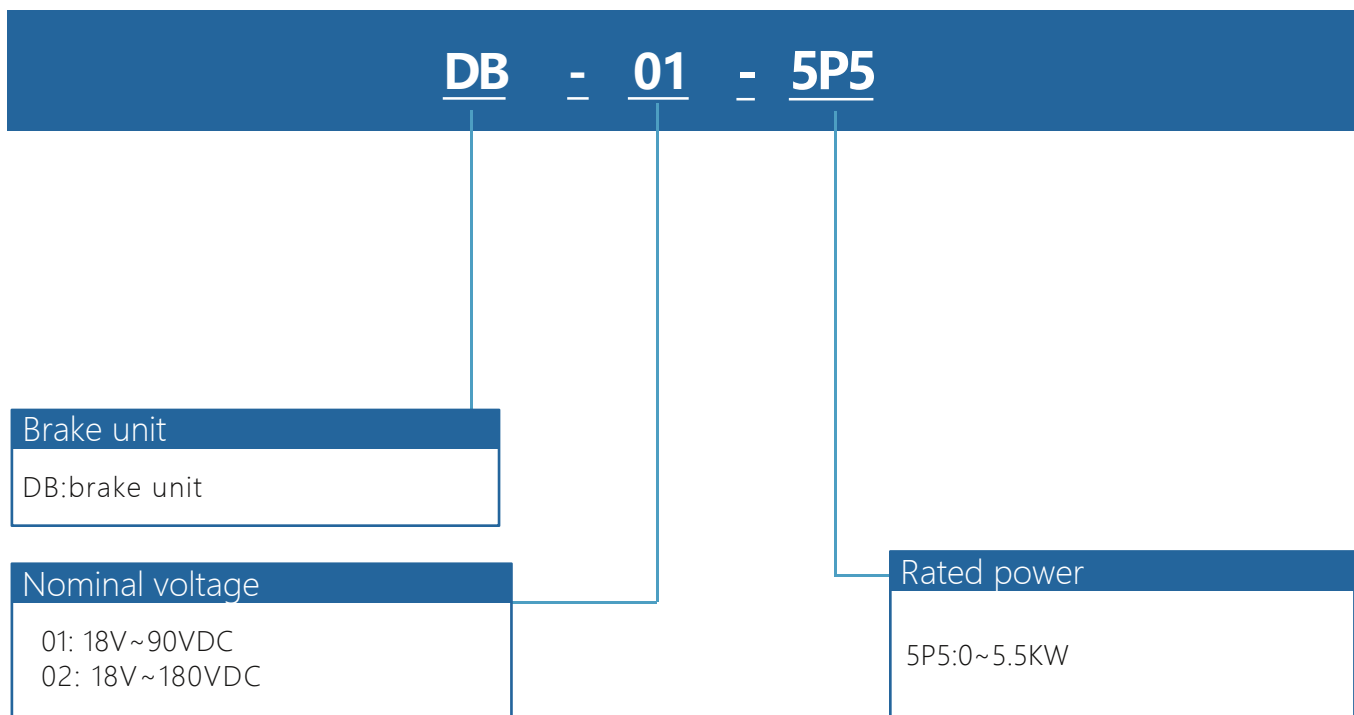 DB - 01 - 5P5
Brake unit
DB:brake unit
Nominal voltage
01: 18V~90VDC
02: 18V~180VDC
Rated power
5P5:0~5.5KW